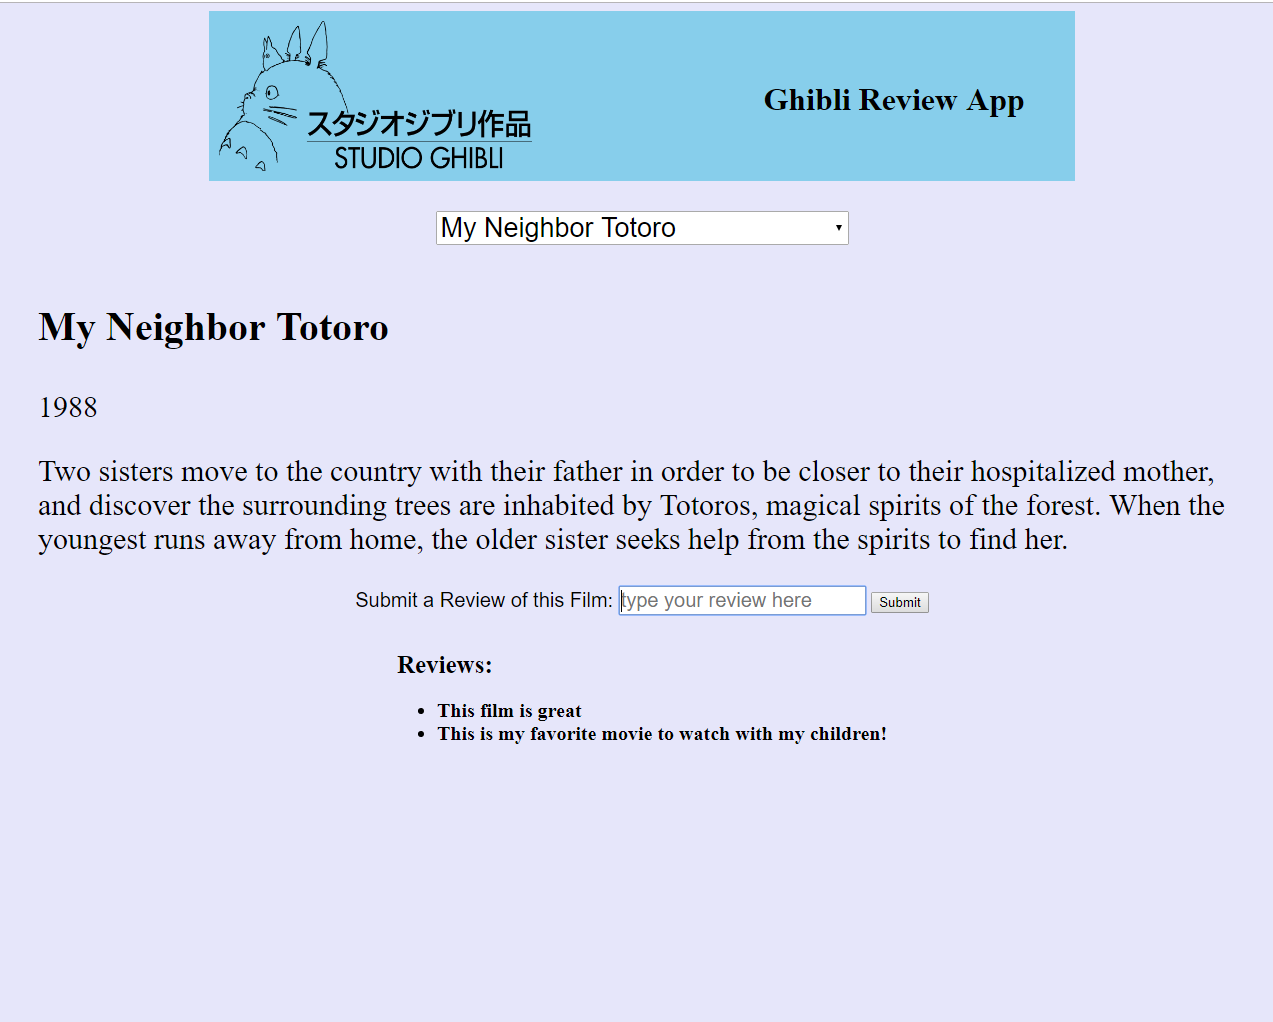 スタジオジブリ作品
STUDIO GHIBLI
Ghibli Review App
My Neighbor Totoro
My Neighbor Totoro
1988
Two sisters move to the country with their father in order to be closer to their hospitalized mother,
and discover the surrounding trees are inhabited by Totoros, magical spirits of the forest. When the
youngest runs away from home, the older sister seeks help from the spirits to find her.
Submit a Review of this Film: type your review here Submit
Reviews:
• This film is great
• This is my favorite movie to watch with my children!